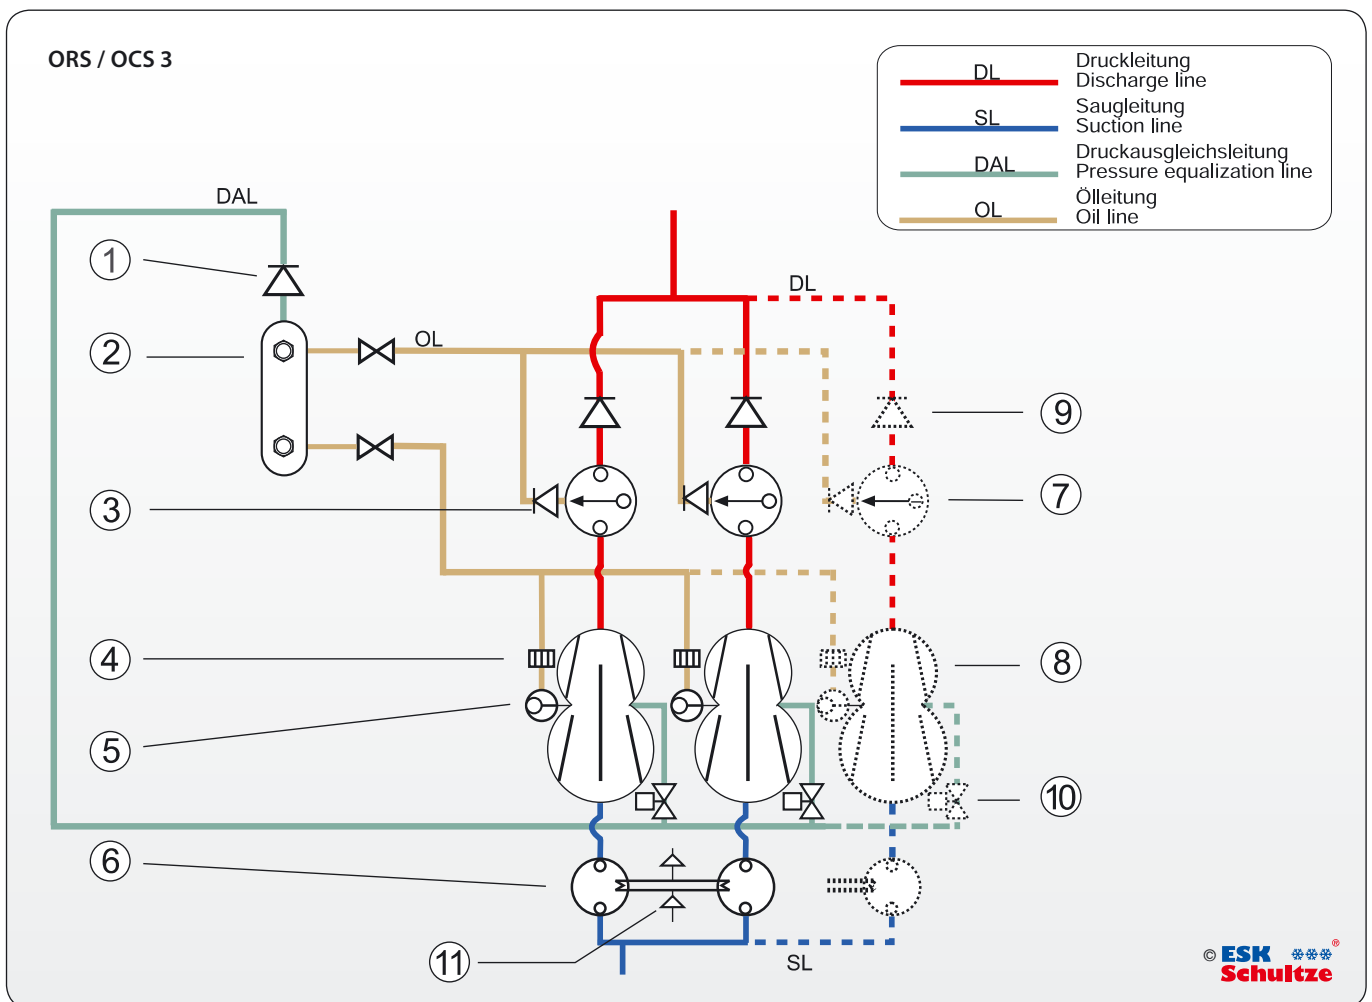 ORS / OCS 3
DL
Druckleitung
Discharge line
SL
Saugleitung
Suction line
DAL
Druckausgleichsleitung
Pressure equalization line
OL
Ölleitung
Oil line
DAL
1
DL
2
OL
9
3
7
4
8
5
10
6
11
SL
© ESK ®
Schultze